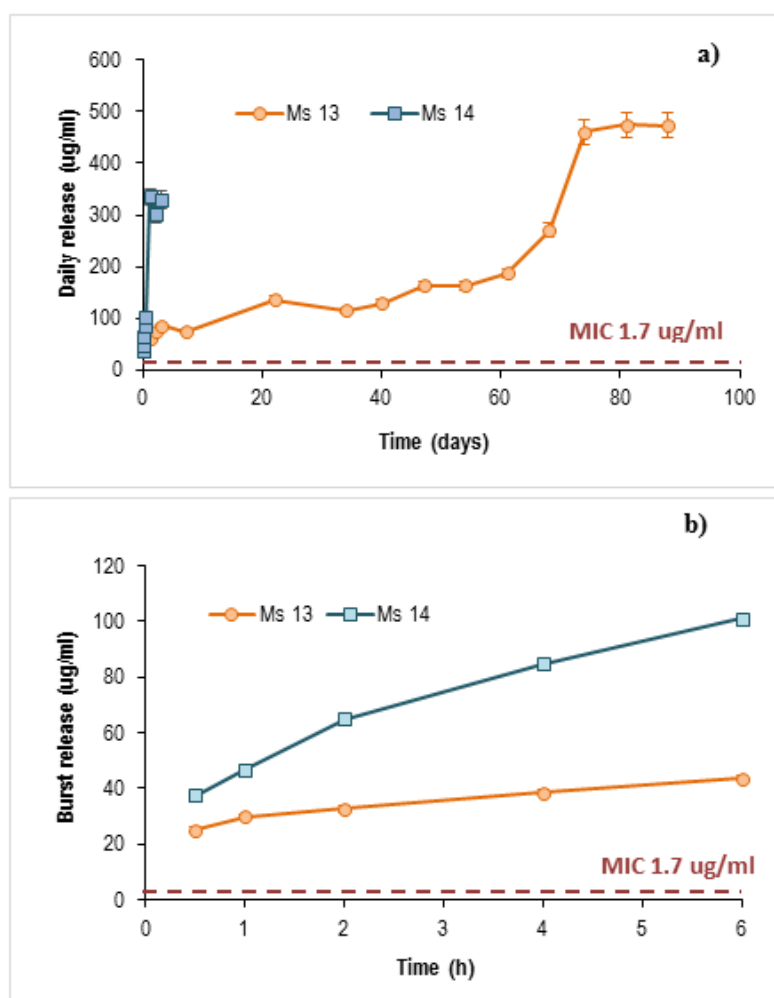 a)
600
500
400
300
200
100
0
Daily release (ug/ml)
Ms 13 Ms 14
MIC 1.7 ug/ml
0 20 40 60 80 100
Time (days)
b)
120
100
80
60
40
20
0
Burst release (ug/ml)
Ms 13 Ms 14
MIC 1.7 ug/ml
0 1 2 3 4 5 6
Time (h)